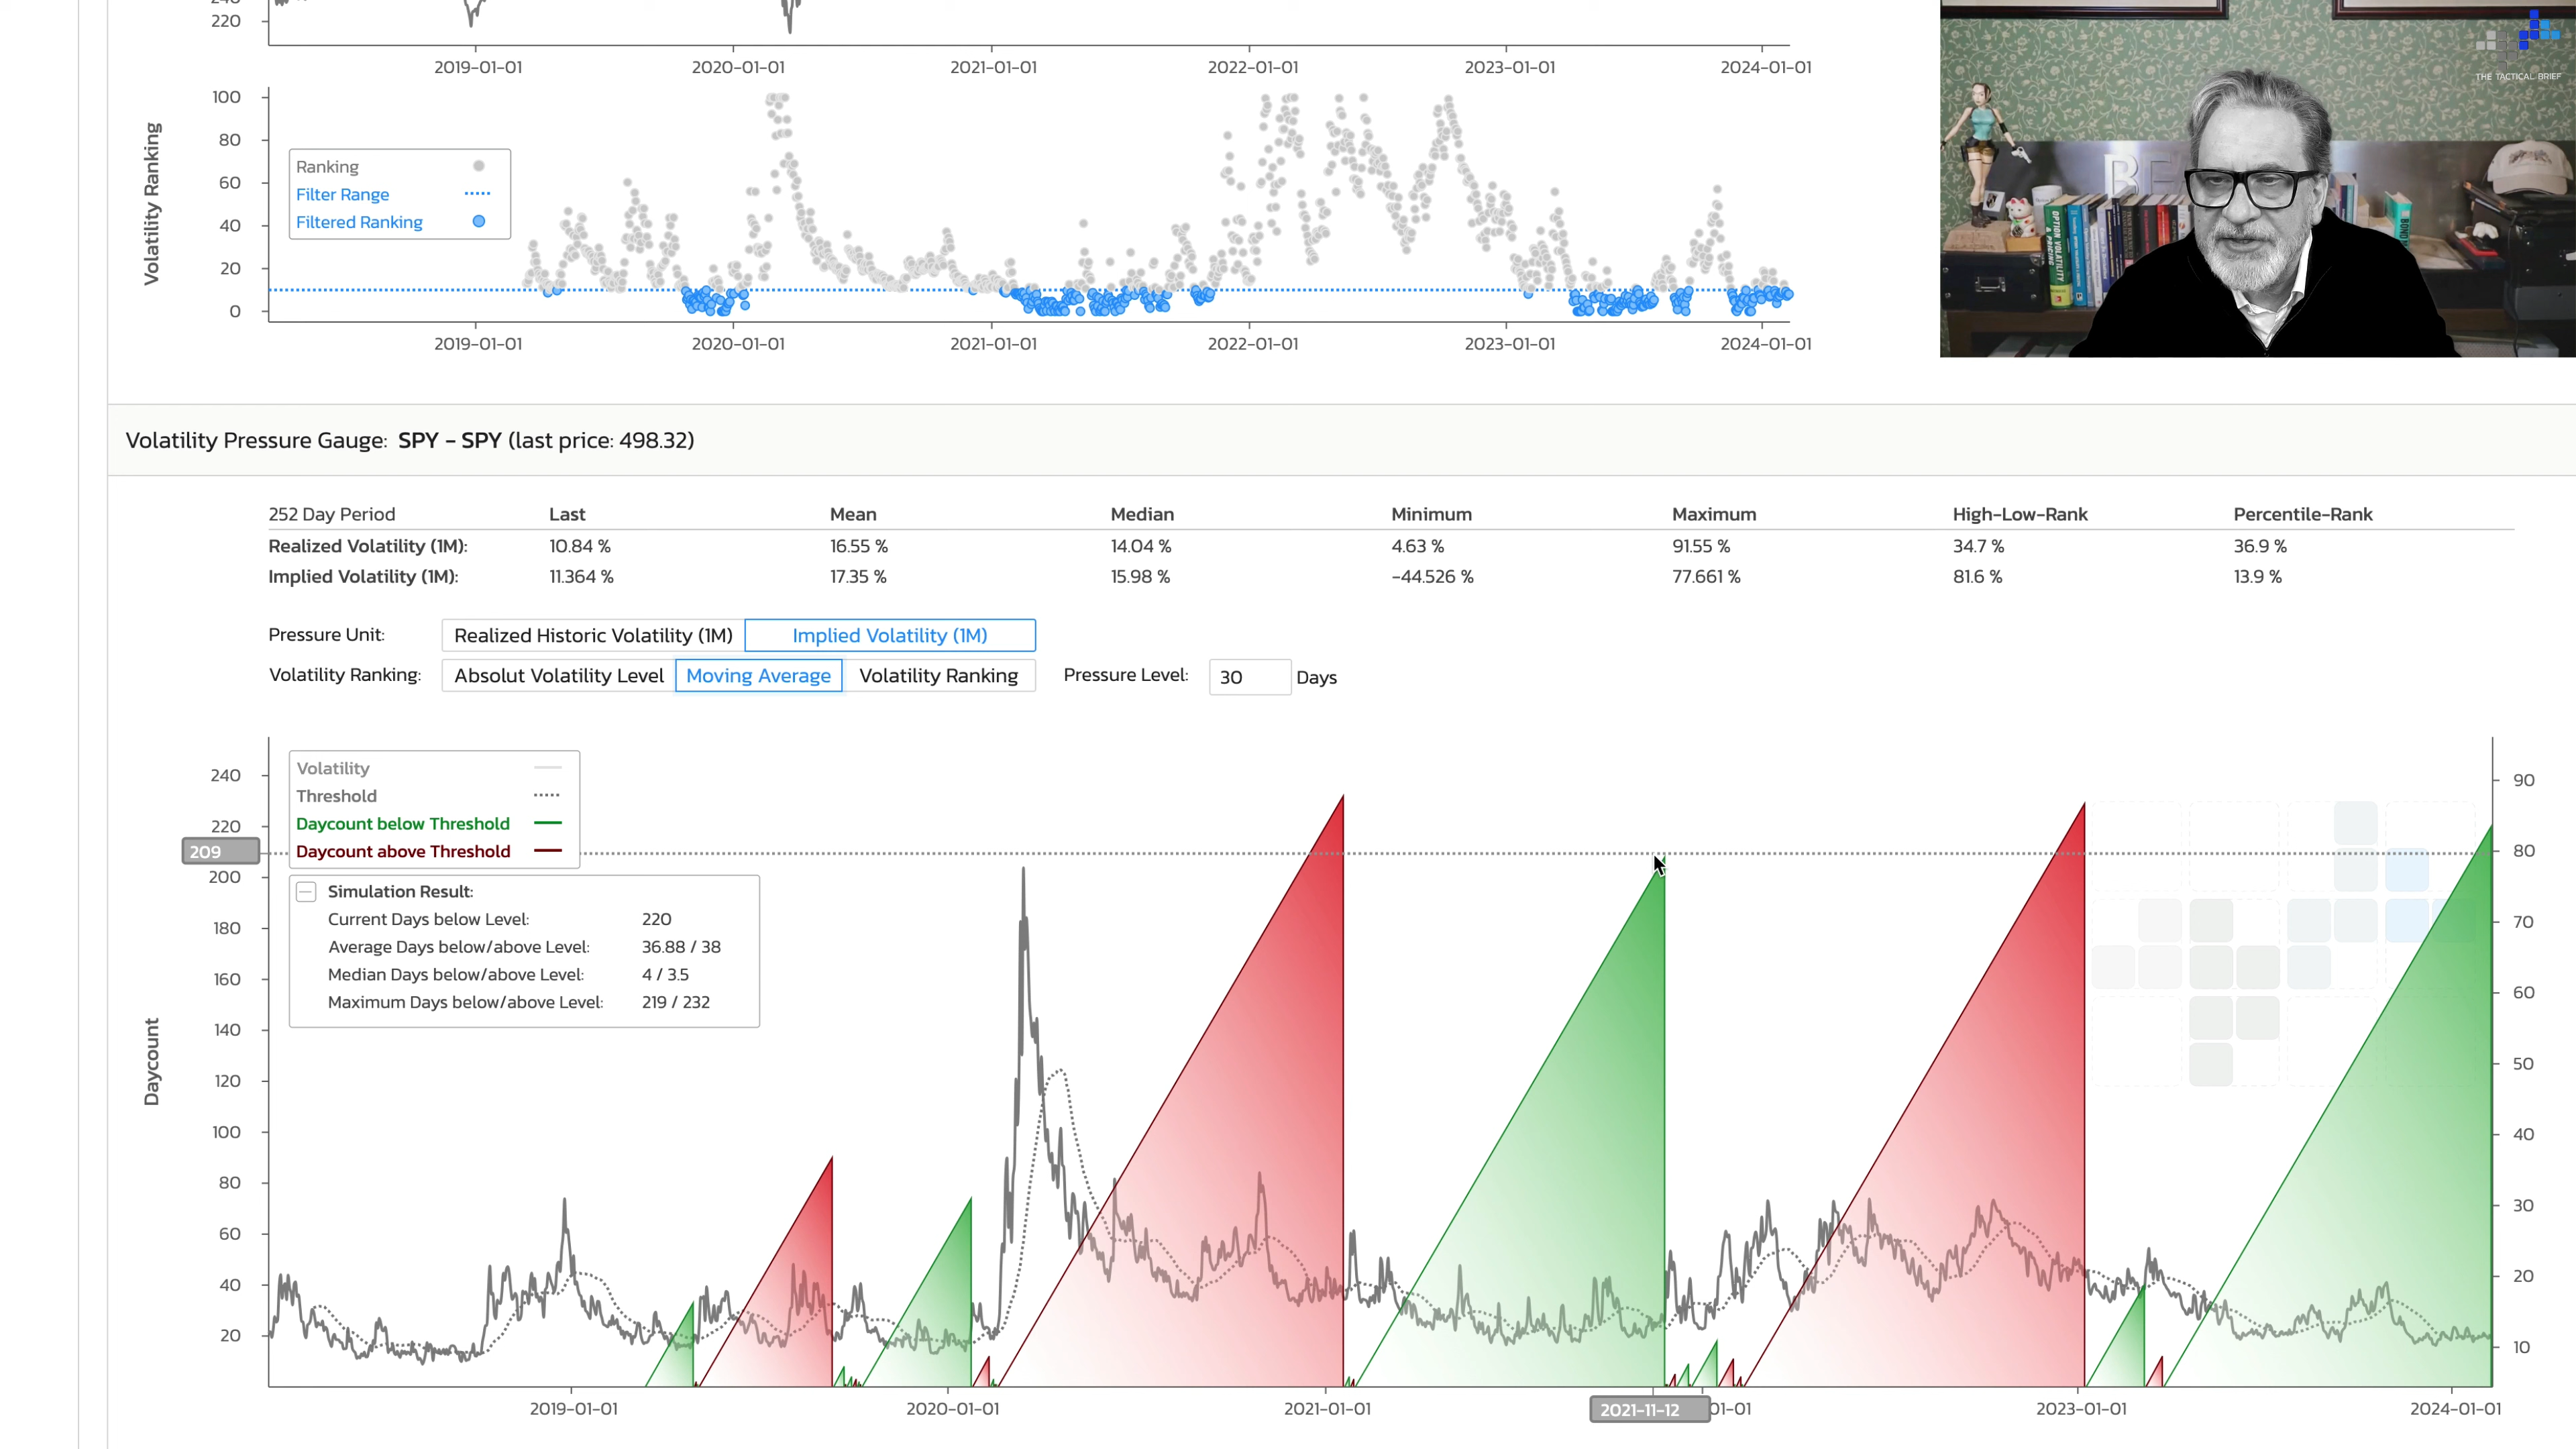 220
2019-01-01 2020-01-01 2021-01-01 2022-01-01 2023-01-01 2024-01-01
THE TACTICAL BRIEF
Volatility Ranking
100
80
60
40
20
0
Ranking
Filter Range
Filtered Ranking
2019-01-01 2020-01-01 2021-01-01 2022-01-01 2023-01-01 2024-01-01
OPTION VOLATILITY & PRICING
Volatility Pressure Gauge: SPY - SPY (last price: 498.32)
252 Day Period Last Mean Median Minimum Maximum High-Low-Rank Percentile-Rank
Realized Volatility (1M): 10.84 % 16.55 % 14.04 % 4.63 % 91.55 % 34.7 % 36.9 %
Implied Volatility (1M): 11.364 % 17.35 % 15.98 % -44.526 % 77.661 % 81.6 % 13.9 %
Pressure Unit: Realized Historic Volatility (1M) Implied Volatility (1M)
Volatility Ranking: Absolut Volatility Level Moving Average Volatility Ranking Pressure Level: 30 Days
Daycount
240
220
209
200
180
160
140
120
100
80
60
40
20
Volatility
Threshold
Daycount below Threshold
Daycount above Threshold
Simulation Result:
Current Days below Level: 220
Average Days below/above Level: 36.88 / 38
Median Days below/above Level: 4 / 3.5
Maximum Days below/above Level: 219 / 232
90
80
70
60
50
40
30
20
10
2019-01-01 2020-01-01 2021-01-01 2021-11-12 01-01 2023-01-01 2024-01-01